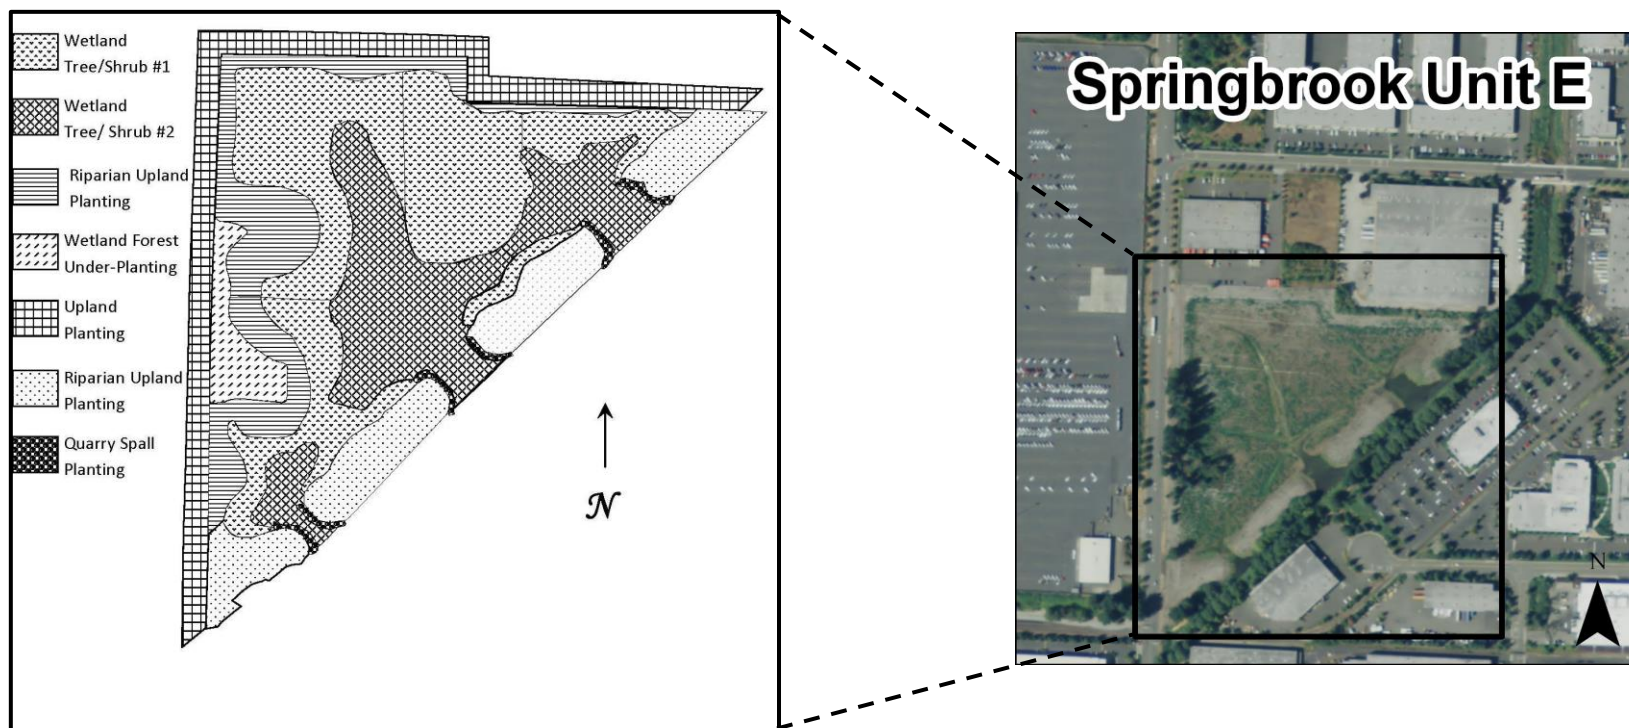 Wetland
Tree/Shrub #1
Wetland
Tree/ Shrub #2
Riparian Upland
Planting
Wetland Forest
Under-Planting
Upland
Planting
Riparian Upland
Planting
Quarry Spall
Planting
N
Springbrook Unit E
N